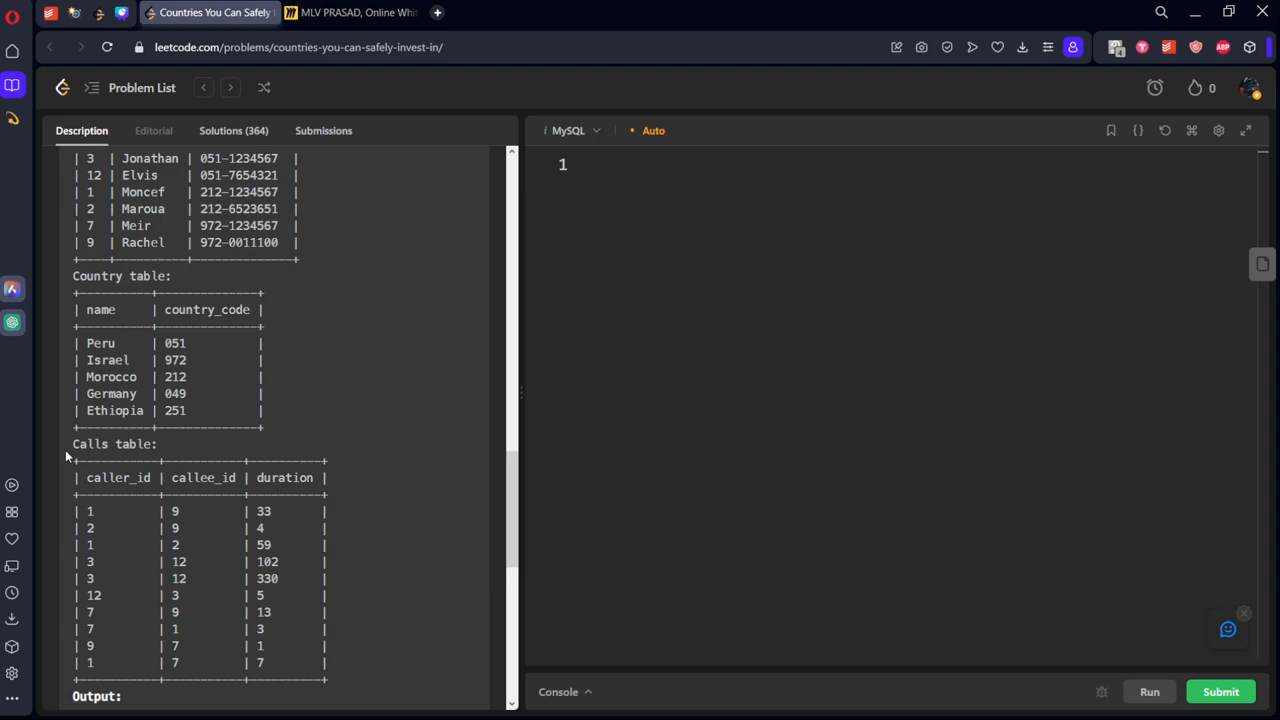 Countries You Can Safely I
MLV PRASAD, Online Whit
leetcode.com/problems/countries-you-can-safely-invest-in/
4
ABP
Problem List
0
Description Editorial Solutions (364) Submissions
i MySQL • Auto
1
| 3 | Jonathan | 051-1234567 |
| 12 | Elvis | 051-7654321 |
| 1 | Moncef | 212-1234567 |
| 2 | Maroua | 212-6523651 |
| 7 | Meir | 972-1234567 |
| 9 | Rachel | 972-0011100 |
+----+----------+--------------+
Country table:
+----------+--------------+
| name | country_code |
+----------+--------------+
| Peru | 051 |
| Israel | 972 |
| Morocco | 212 |
| Germany | 049 |
| Ethiopia | 251 |
+----------+--------------+
Calls table:
+-----------+-----------+----------+
| caller_id | callee_id | duration |
+-----------+-----------+----------+
| 1 | 9 | 33 |
| 2 | 9 | 4 |
| 1 | 2 | 59 |
| 3 | 12 | 102 |
| 3 | 12 | 330 |
| 12 | 3 | 5 |
| 7 | 9 | 13 |
| 7 | 1 | 3 |
| 9 | 7 | 1 |
| 1 | 7 | 7 |
+-----------+-----------+----------+
Output:
Console
Run
Submit